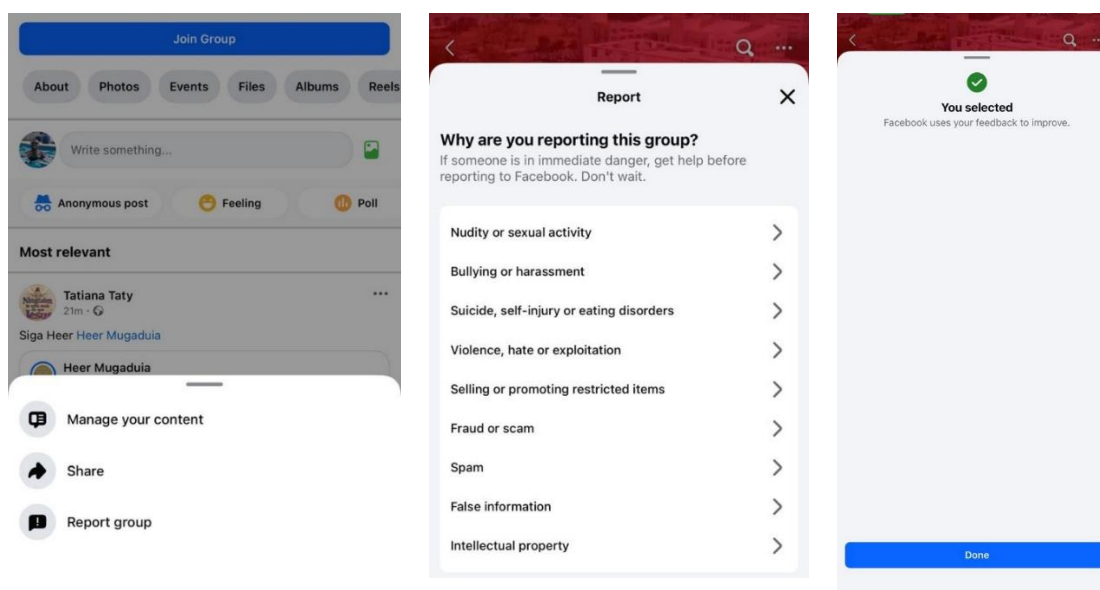 Join Group
About Photos Events Files Albums Reels
Write something...
Anonymous post Feeling Poll
Most relevant
Tatiana Taty
21m
Siga Heer Heer Mugaduia
Heer Mugaduia
Manage your content
Share
Report group
Report
Why are you reporting this group?
If someone is in immediate danger, get help before
reporting to Facebook. Don't wait.
Nudity or sexual activity
Bullying or harassment
Suicide, self-injury or eating disorders
Violence, hate or exploitation
Selling or promoting restricted items
Fraud or scam
Spam
False information
Intellectual property
You selected
Facebook uses your feedback to improve.
Done